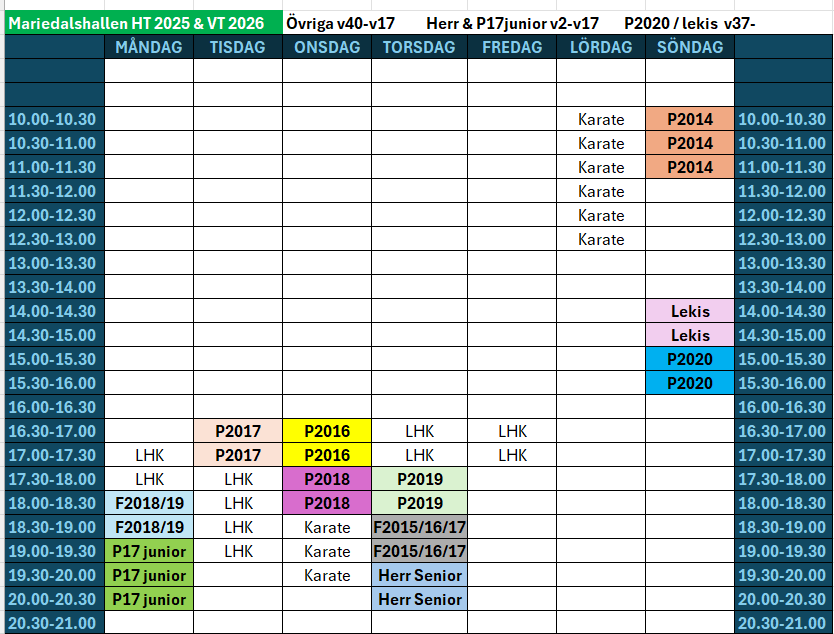 Mariedalshallen HT 2025 & VT 2026 Övriga v40-v17 Herr & P17junior v2-v17 P2020 / lekis v37-
MÅNDAG TISDAG ONSDAG TORSDAG FREDAG LÖRDAG SÖNDAG
10.00-10.30 Karate P2014 10.00-10.30
10.30-11.00 Karate P2014 10.30-11.00
11.00-11.30 Karate P2014 11.00-11.30
11.30-12.00 Karate 11.30-12.00
12.00-12.30 Karate 12.00-12.30
12.30-13.00 Karate 12.30-13.00
13.00-13.30 13.00-13.30
13.30-14.00 13.30-14.00
14.00-14.30 Lekis 14.00-14.30
14.30-15.00 Lekis 14.30-15.00
15.00-15.30 P2020 15.00-15.30
15.30-16.00 P2020 15.30-16.00
16.00-16.30 16.00-16.30
16.30-17.00 P2017 P2016 LHK LHK 16.30-17.00
17.00-17.30 LHK P2017 P2016 LHK LHK 17.00-17.30
17.30-18.00 LHK LHK P2018 P2019 17.30-18.00
18.00-18.30 F2018/19 LHK P2018 P2019 18.00-18.30
18.30-19.00 F2018/19 LHK Karate F2015/16/17 18.30-19.00
19.00-19.30 P17 junior LHK Karate F2015/16/17 19.00-19.30
19.30-20.00 P17 junior Karate Herr Senior 19.30-20.00
20.00-20.30 P17 junior Herr Senior 20.00-20.30
20.30-21.00 20.30-21.00